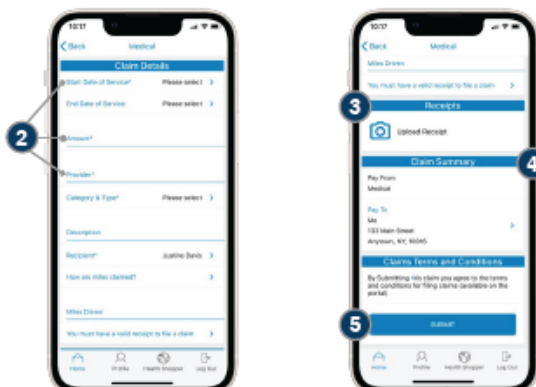 10:17
Back Medical
Claim Details
Start Date of Service* Please select
End Date of Service Please select
2
Amount*
Provider*
Category & Type* Please select
Description
Recipient* Justine Davis
How are miles claimed?
Miles Driven
You must have a valid receipt to file a claim
Home Profile Health Shopper Log Out
10:17
Back Medical
Miles Driven
You must have a valid receipt to file a claim
3
Receipts
Upload Receipt
Claim Summary
4
Pay From
Medical
Pay To
Me
123 Main Street
Anytown, NY, 10016
Claims Terms and Conditions
By Submitting this claim you agree to the terms
and conditions for filing claims (available on the
portal).
5
SUBMIT
Home Profile Health Shopper Log Out